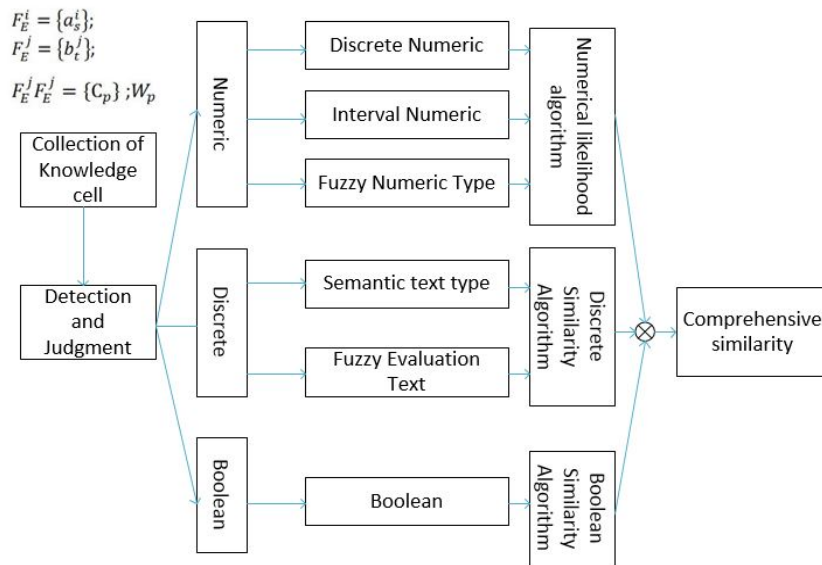 $F_E^i = \{a_s^i\};$
$F_E^j = \{b_t^j\};$
$F_E^j F_E^j = \{C_p\} ; W_p$
Collection of
Knowledge
cell
Detection
and
Judgment
Numeric
Discrete
Boolean
Discrete Numeric
Interval Numeric
Fuzzy Numeric Type
Semantic text type
Fuzzy Evaluation
Text
Boolean
Numerical likelihood
algorithm
Discrete
Similarity
Algorithm
Boolean
Similarity
Algorithm
Comprehensive
similarity